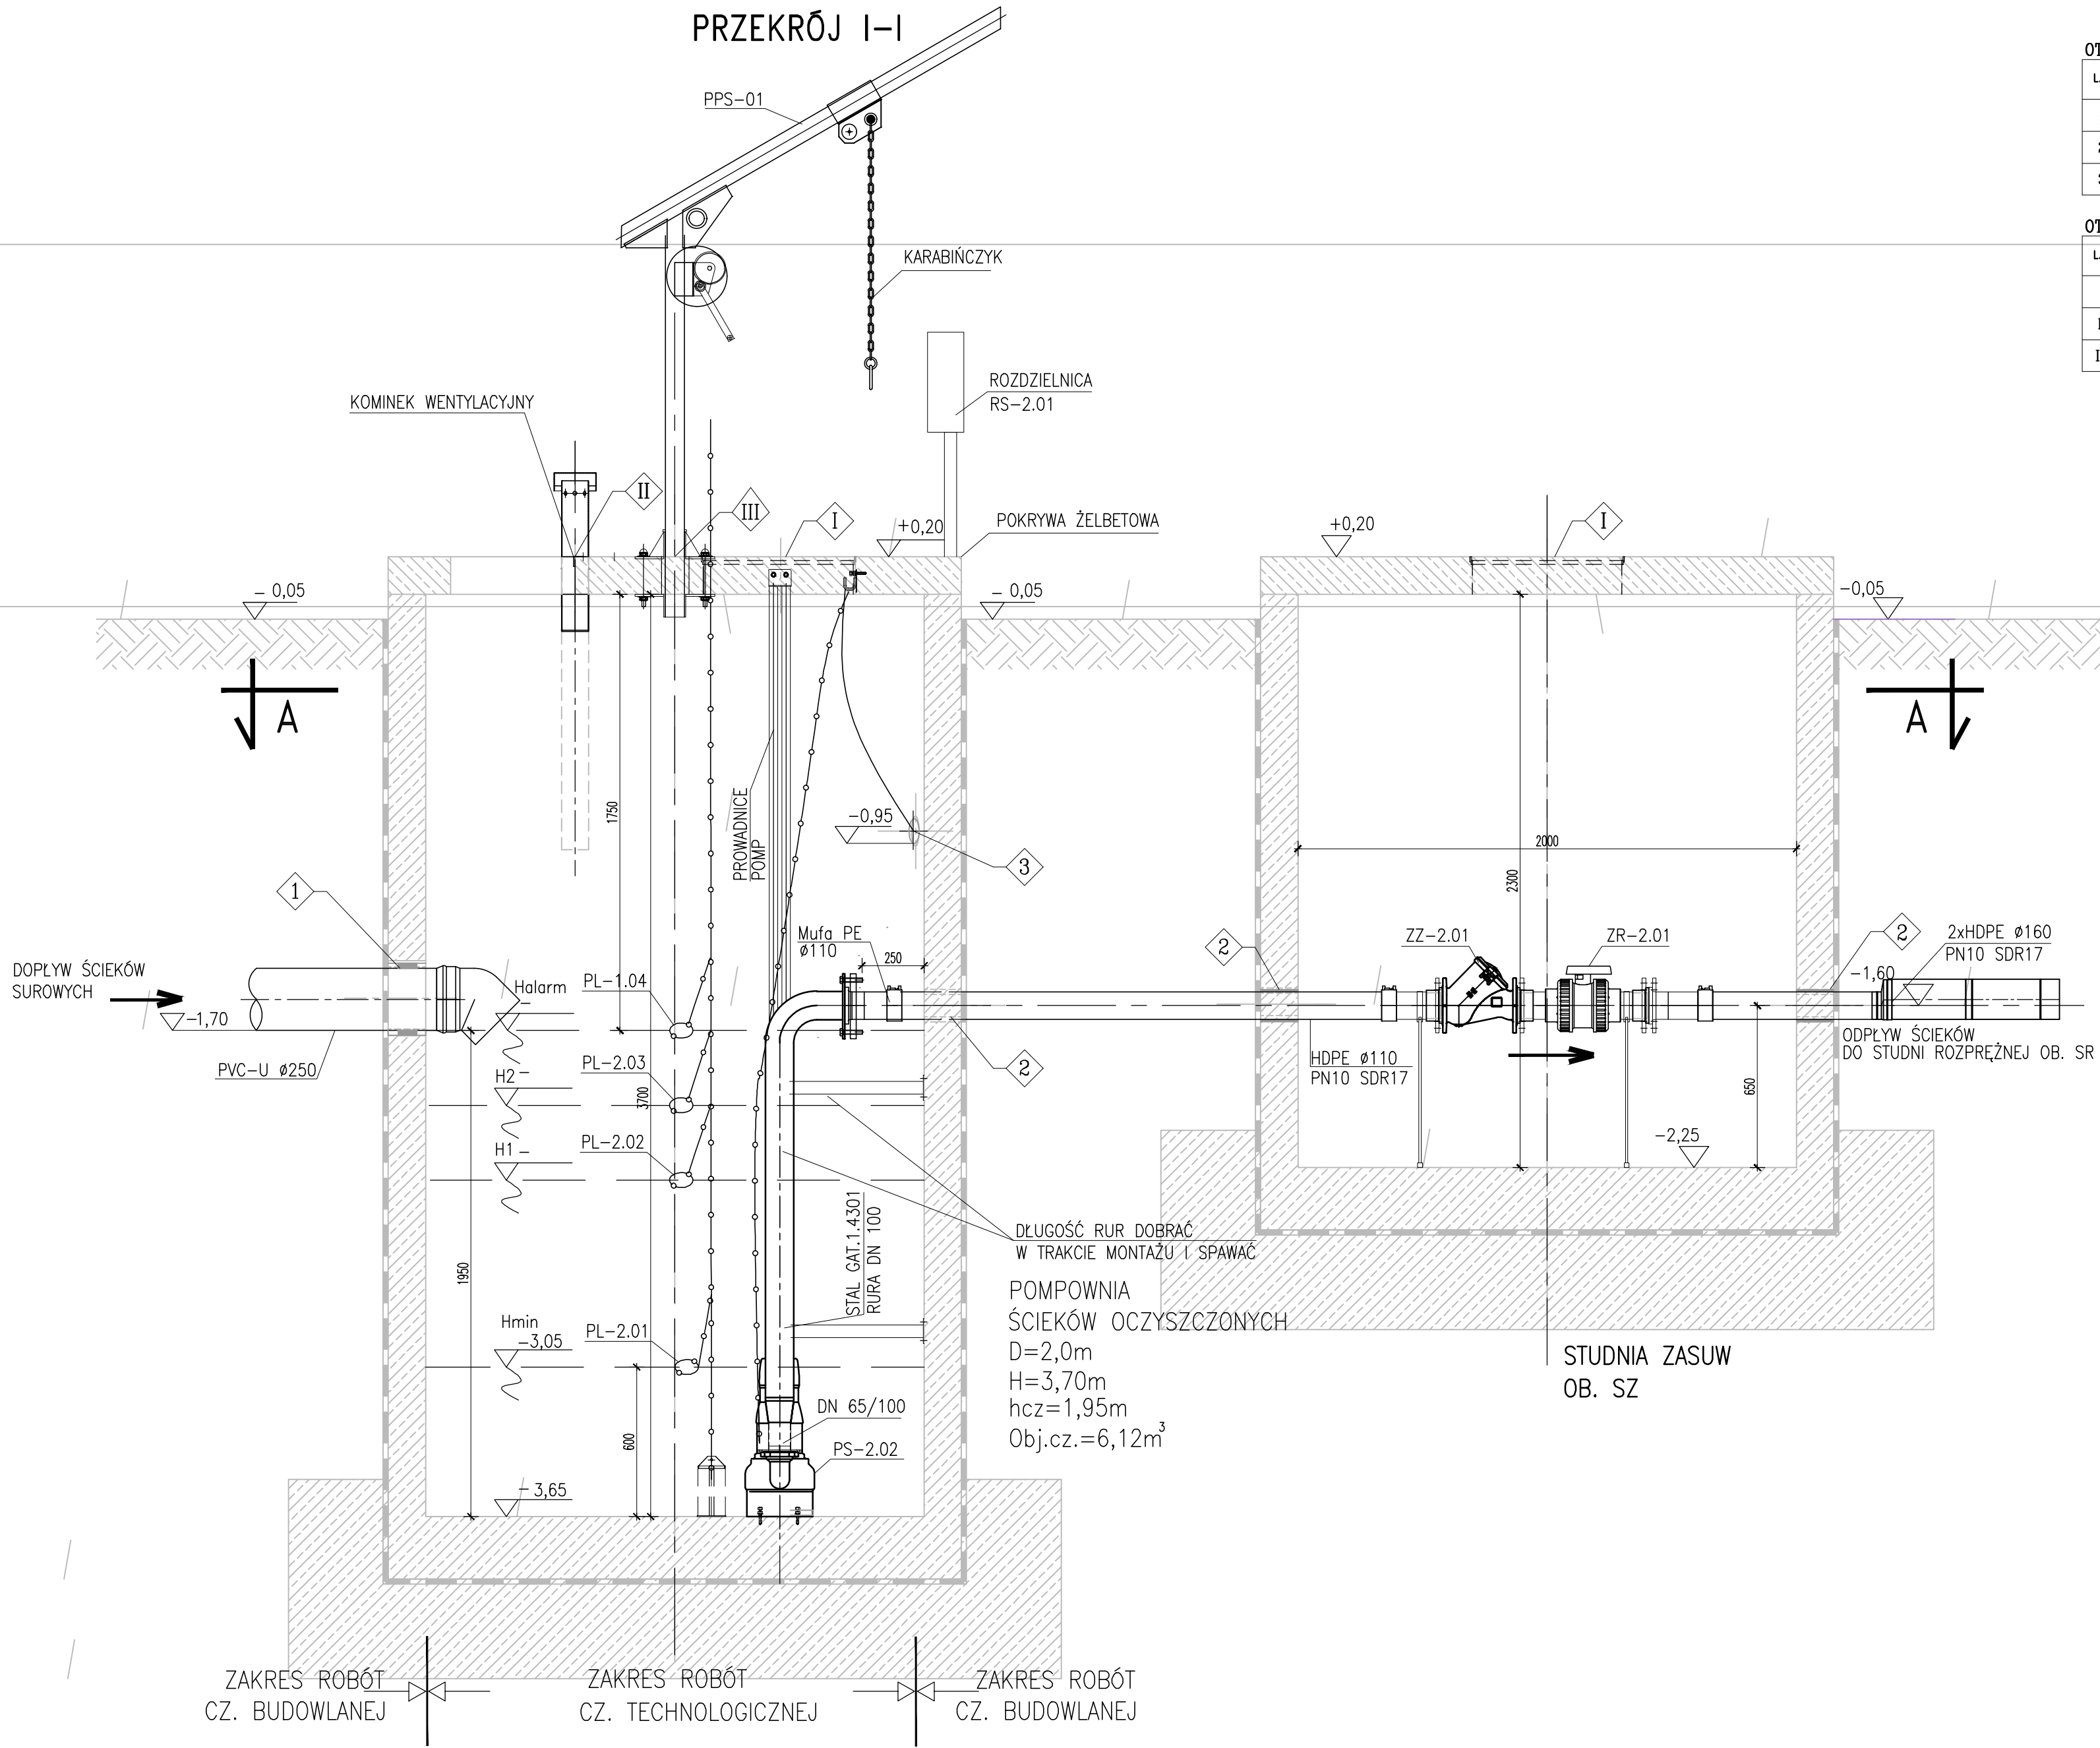 PRZEKRÓJ I-I
PPS-01
KARABIŃCZYK
ROZDZIELNICA
RS-2.01
KOMINEK WENTYLACYJNY
II
III
I
+0,20
POKRYWA ŻELBETOWA
+0,20
I
- 0,05
- 0,05
-0,05
A
A
1750
PROWADNICE
POMP
-0,95
3
2000
2300
1
DOPŁYW ŚCIEKÓW
SUROWYCH
-1,70
PVC-U ø250
Halarm
PL-1.04
Mufa PE
ø110
250
2
ZZ-2.01
ZR-2.01
2
2xHDPE ø160
PN10 SDR17
-1,60
ODPŁYW ŚCIEKÓW
DO STUDNI ROZPRĘŻNEJ OB. SR
2
HDPE ø110
PN10 SDR17
650
H2
PL-2.03
3700
H1
PL-2.02
-2,25
STAL GAT.1.4301
RURA DN 100
DŁUGOŚĆ RUR DOBRAĆ
W TRAKCIE MONTAŻU I SPAWAĆ
1950
Hmin
-3,05
PL-2.01
POMPOWNIA
ŚCIEKÓW OCZYSZCZONYCH
D=2,0m
H=3,70m
hcz=1,95m
Obj.cz.=6,12m³
STUDNIA ZASUW
OB. SZ
DN 65/100
PS-2.02
600
- 3,65
ZAKRES ROBÓT
CZ. BUDOWLANEJ
ZAKRES ROBÓT
CZ. TECHNOLOGICZNEJ
ZAKRES ROBÓT
CZ. BUDOWLANEJ